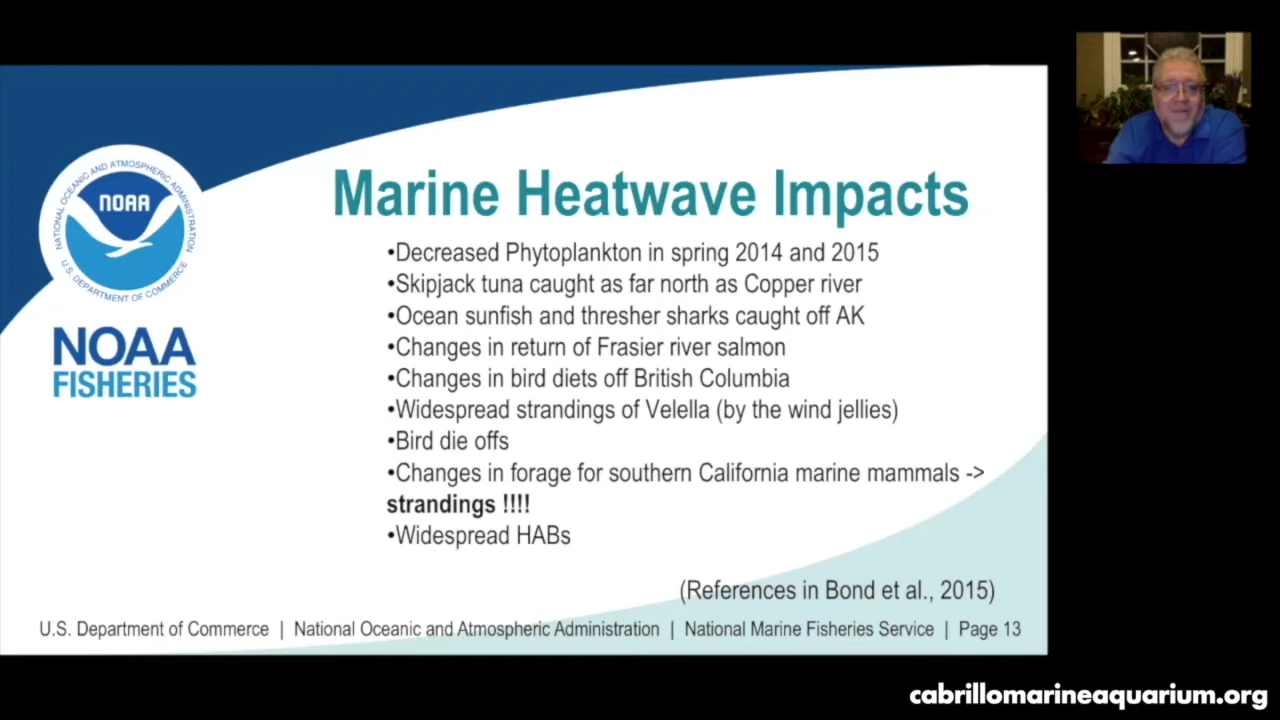 NATIONAL OCEANIC AND ATMOSPHERIC ADMINISTRATION
NOAA
U.S. DEPARTMENT OF COMMERCE
NOAA
FISHERIES
Marine Heatwave Impacts
•Decreased Phytoplankton in spring 2014 and 2015
•Skipjack tuna caught as far north as Copper river
•Ocean sunfish and thresher sharks caught off AK
•Changes in return of Frasier river salmon
•Changes in bird diets off British Columbia
•Widespread strandings of Velella (by the wind jellies)
•Bird die offs
•Changes in forage for southern California marine mammals ->
strandings !!!!
•Widespread HABs
(References in Bond et al., 2015)
U.S. Department of Commerce | National Oceanic and Atmospheric Administration | National Marine Fisheries Service | Page 13
cabrillomarineaquarium.org